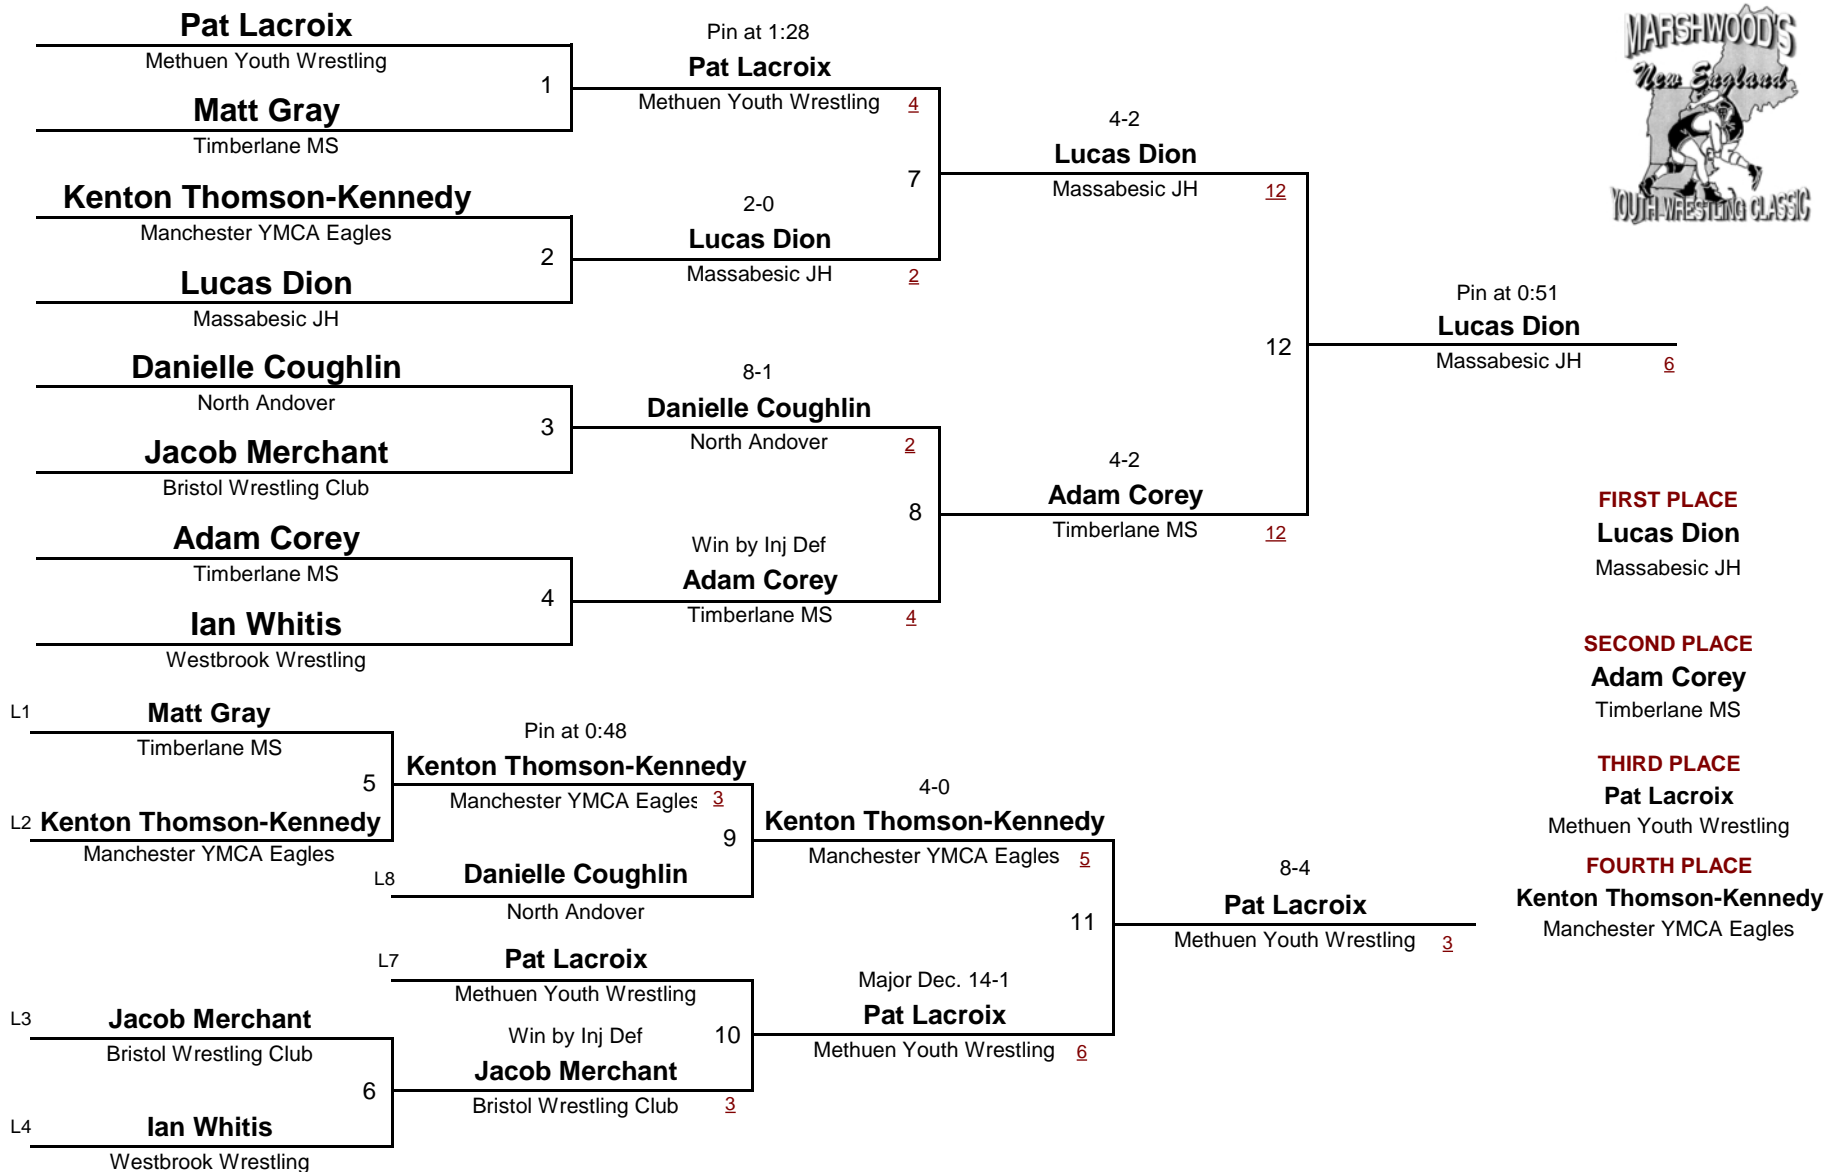 Pat Lacroix
Methuen Youth Wrestling
1
Matt Gray
Timberlane MS
Kenton Thomson-Kennedy
Manchester YMCA Eagles
2
Lucas Dion
Massabesic JH
Danielle Coughlin
North Andover
3
Jacob Merchant
Bristol Wrestling Club
Adam Corey
Timberlane MS
4
Ian Whitis
Westbrook Wrestling
Pin at 1:28
Pat Lacroix
Methuen Youth Wrestling 4
7
2-0
Lucas Dion
Massabesic JH 2
8-1
Danielle Coughlin
North Andover 2
8
Win by Inj Def
Adam Corey
Timberlane MS 4
4-2
Lucas Dion
Massabesic JH 12
12
4-2
Adam Corey
Timberlane MS 12
Pin at 0:51
Lucas Dion
Massabesic JH 6
MARSHWOOD'S
New England
YOUTH WRESTLING CLASSIC
FIRST PLACE
Lucas Dion
Massabesic JH
SECOND PLACE
Adam Corey
Timberlane MS
THIRD PLACE
Pat Lacroix
Methuen Youth Wrestling
FOURTH PLACE
Kenton Thomson-Kennedy
Manchester YMCA Eagles
L1 Matt Gray
Timberlane MS
5
L2 Kenton Thomson-Kennedy
Manchester YMCA Eagles
L3 Jacob Merchant
Bristol Wrestling Club
6
L4 Ian Whitis
Westbrook Wrestling
Pin at 0:48
Kenton Thomson-Kennedy
Manchester YMCA Eagles 3
9
L8 Danielle Coughlin
North Andover
L7 Pat Lacroix
Methuen Youth Wrestling
Win by Inj Def 10
Jacob Merchant
Bristol Wrestling Club 3
4-0
Kenton Thomson-Kennedy
Manchester YMCA Eagles 5
11
Major Dec. 14-1
Pat Lacroix
Methuen Youth Wrestling 6
8-4
Pat Lacroix
Methuen Youth Wrestling 3